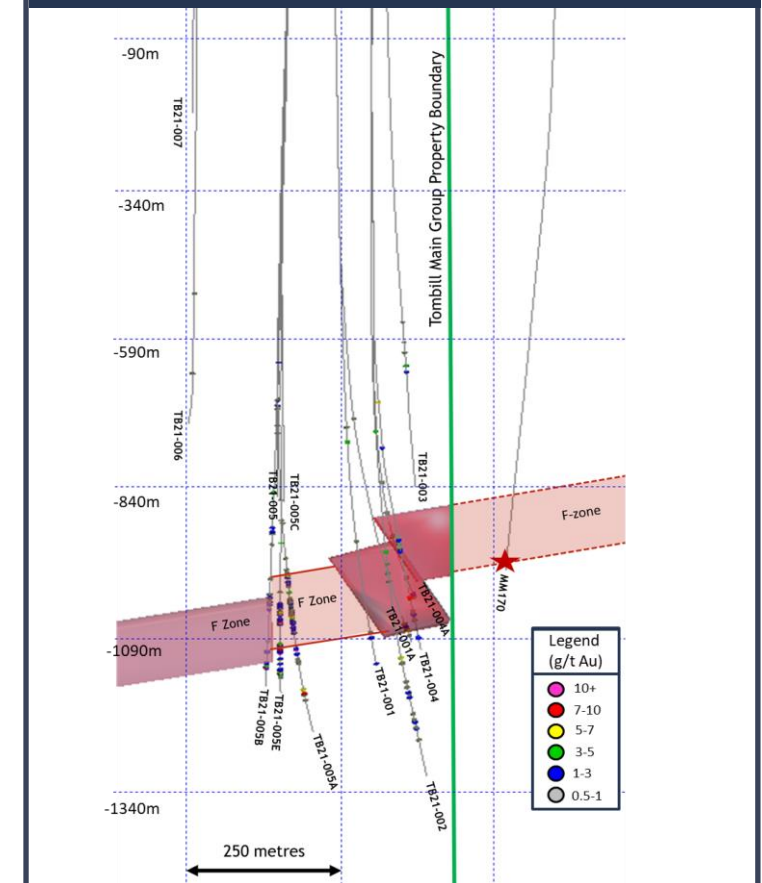 -90m
Tombill Main Group Property Boundary
TB21-007
-340m
-590m
TB21-006
TB21-003
TB21-005
TB21-005C
-840m
F-zone
F Zone
F Zone
MM170
TB21-004A
TB21-001A
-1090m
TB21-004
TB21-001
TB21-005B
TB21-005E
TB21-005A
TB21-002
-1340m
250 metres
Legend
(g/t Au)
10+
7-10
5-7
3-5
1-3
0.5-1